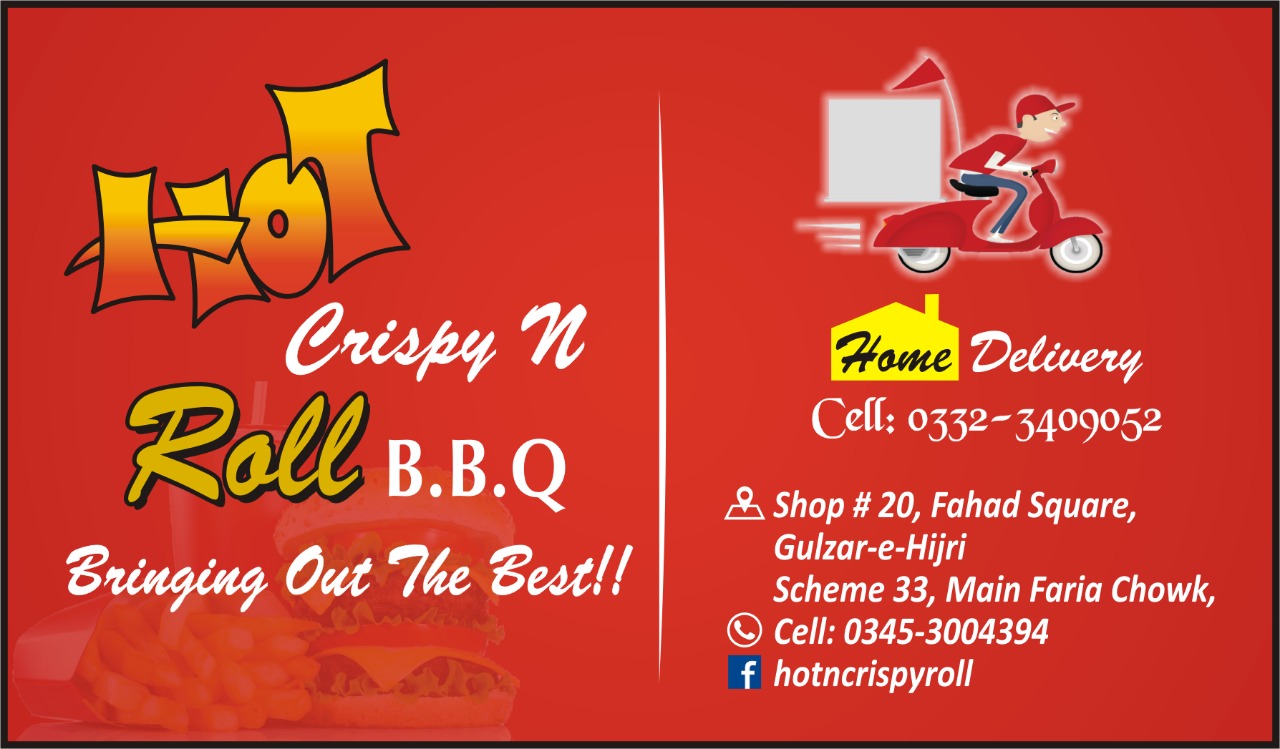 Hot
Crispy N
Roll B.B.Q
Bringing Out The Best!!
Home Delivery
Cell: 0332-3409052
Shop # 20, Fahad Square,
Gulzar-e-Hijri
Scheme 33, Main Faria Chowk,
Cell: 0345-3004394
f hotncrispyroll